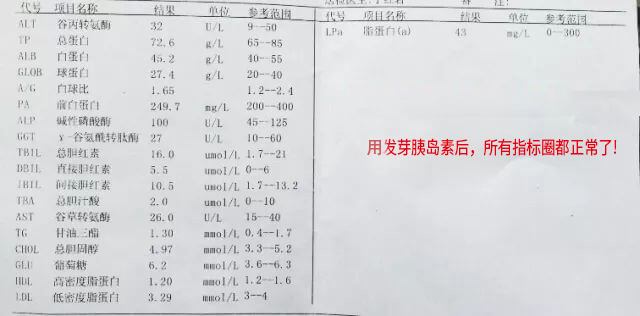 代号 项目名称 结果 单位 参考范围
ALT 谷丙转氨酶 32 U/L 9--50
TP 总蛋白 72.6 g/L 65--85
ALB 白蛋白 45.2 g/L 40--55
GLOB 球蛋白 27.4 g/L 20--40
A/G 白球比 1.65 1.2--2.4
PA 前白蛋白 249.7 mg/L 200--400
ALP 碱性磷酸酶 100 U/L 45--125
GGT γ-谷氨酰转肽酶 27 U/L 10--60
TBIL 总胆红素 16.0 umol/L 1.7--21
DBIL 直接胆红素 5.5 umol/L 0--6
IBIL 间接胆红素 10.5 umol/L 1.7--13.2
TBA 总胆汁酸 2.0 umol/L 0--10
AST 谷草转氨酶 26.0 U/L 15--40
TG 甘油三酯 1.30 mmol/L 0.4--1.7
CHOL 总胆固醇 4.97 mmol/L 3.3--5.2
GLU 葡萄糖 6.2 mmol/L 3.6--6.3
HDL 高密度脂蛋白 1.20 mmol/L 1.2--1.6
LDL 低密度脂蛋白 3.29 mmol/L 3--4
代号 项目名称 结果 单位 参考范围
LPa 脂蛋白(a) 43 mg/L 0--300
用发芽胰岛素后，所有指标圈都正常了!